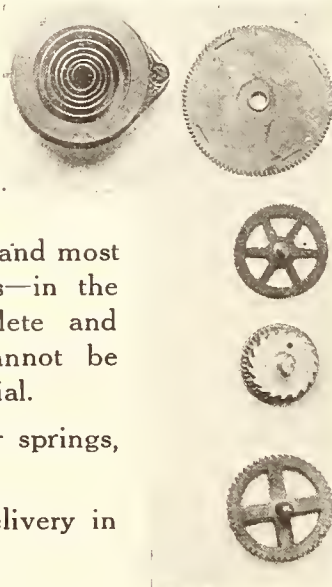 and most
s—in the
lete and
annot be
ial.
r springs,
elivery in